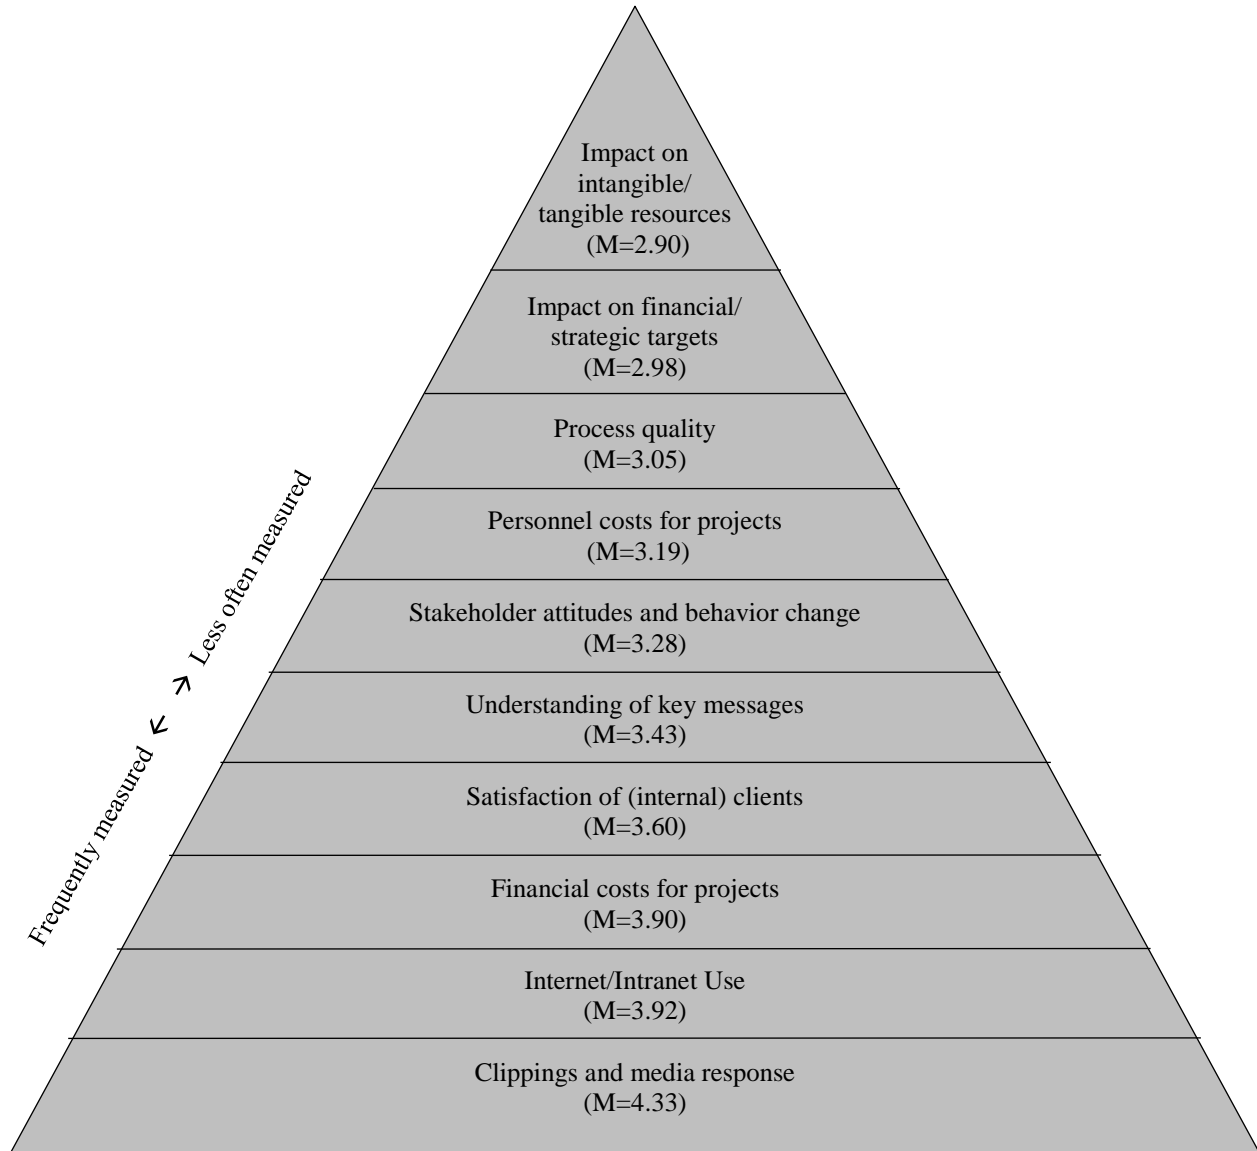 Impact on
intangible/
tangible resources
(M=2.90)
Impact on financial/
strategic targets
(M=2.98)
Process quality
(M=3.05)
Personnel costs for projects
(M=3.19)
Stakeholder attitudes and behavior change
(M=3.28)
Understanding of key messages
(M=3.43)
Satisfaction of (internal) clients
(M=3.60)
Financial costs for projects
(M=3.90)
Internet/Intranet Use
(M=3.92)
Clippings and media response
(M=4.33)
Frequently measured ← → Less often measured